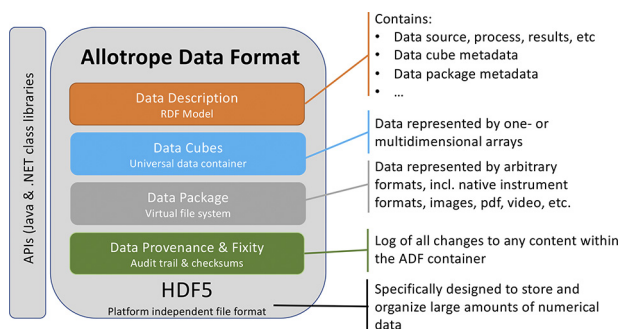 APIs (Java & .NET class libraries
Allotrope Data Format
Data Description
RDF Model
Data Cubes
Universal data container
Data Package
Virtual file system
Data Provenance & Fixity
Audit trail & checksums
HDF5
Platform independent file format
Contains:
• Data source, process, results, etc
• Data cube metadata
• Data package metadata
• ...
Data represented by one- or
multidimensional arrays
Data represented by arbitrary
formats, incl. native instrument
formats, images, pdf, video, etc.
Log of all changes to any content within
the ADF container
Specifically designed to store and
organize large amounts of numerical
data